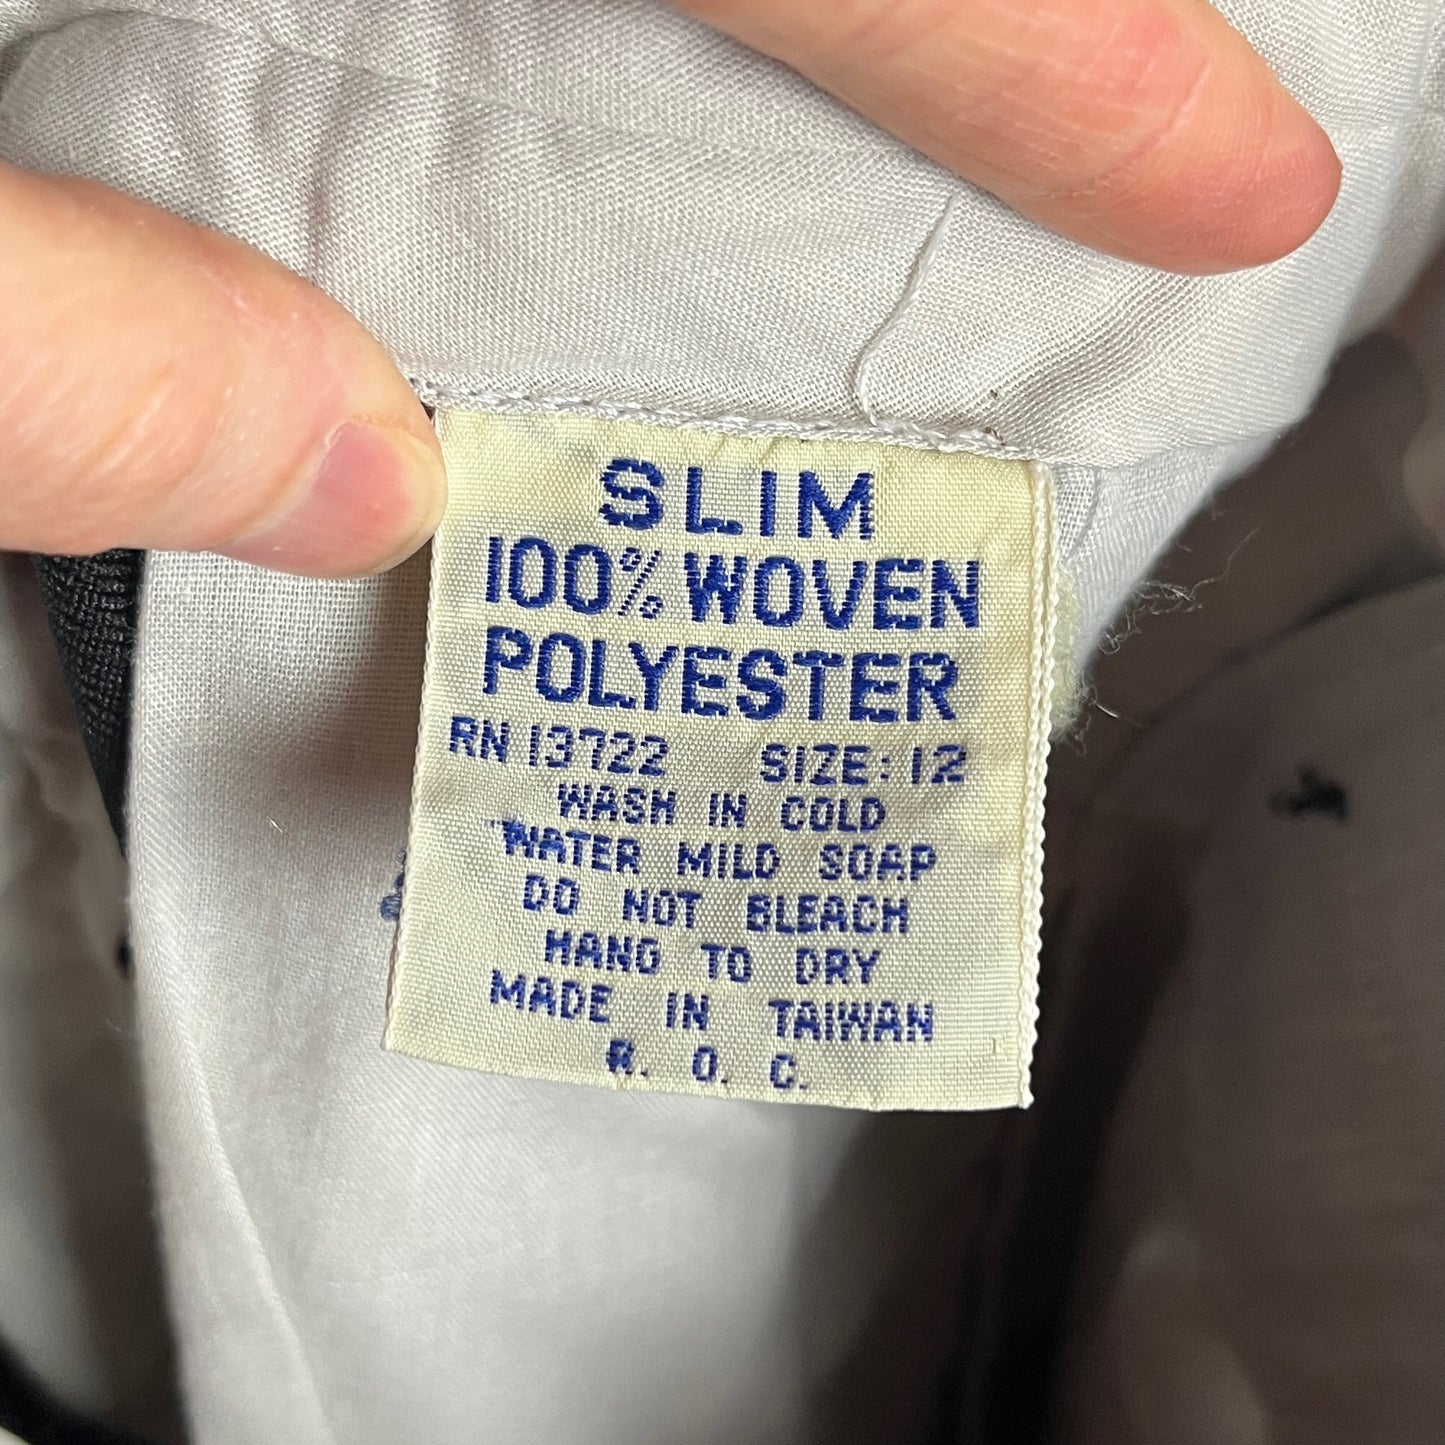 SLIM
100% WOVEN
POLYESTER
RN 13722 SIZE: 12
WASH IN COLD
WATER MILD SOAP
DO NOT BLEACH
HANG TO DRY
MADE IN TAIWAN
R. O. C.